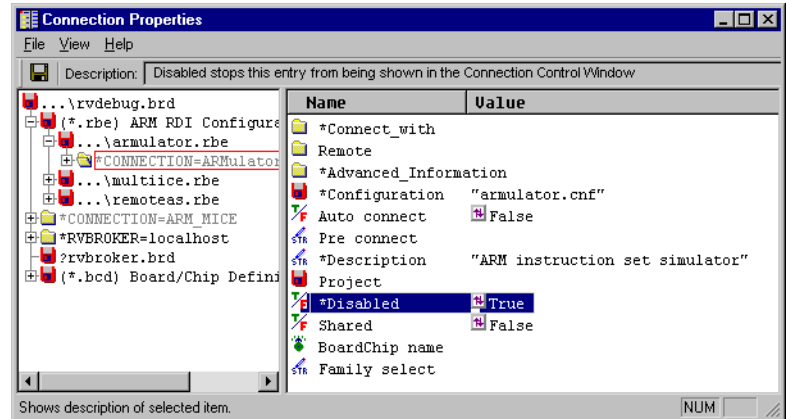 Connection Properties
File View Help
Description: Disabled stops this entry from being shown in the Connection Control Window
...\rvdebug.brd
(*.rbe) ARM RDI Configura
...\armulator.rbe
*CONNECTION=ARMulator
...\multiice.rbe
...\remoteas.rbe
*CONNECTION=ARM_MICE
*RVBROKER=localhost
?rvbroker.brd
(*.bcd) Board/Chip Defini
Name Value
*Connect_with
Remote
*Advanced_Information
*Configuration "armulator.cnf"
T/F Auto connect False
STR Pre connect
STR *Description "ARM instruction set simulator"
Project
T/F *Disabled True
T/F Shared False
BoardChip name
STR Family select
Shows description of selected item.
NUM